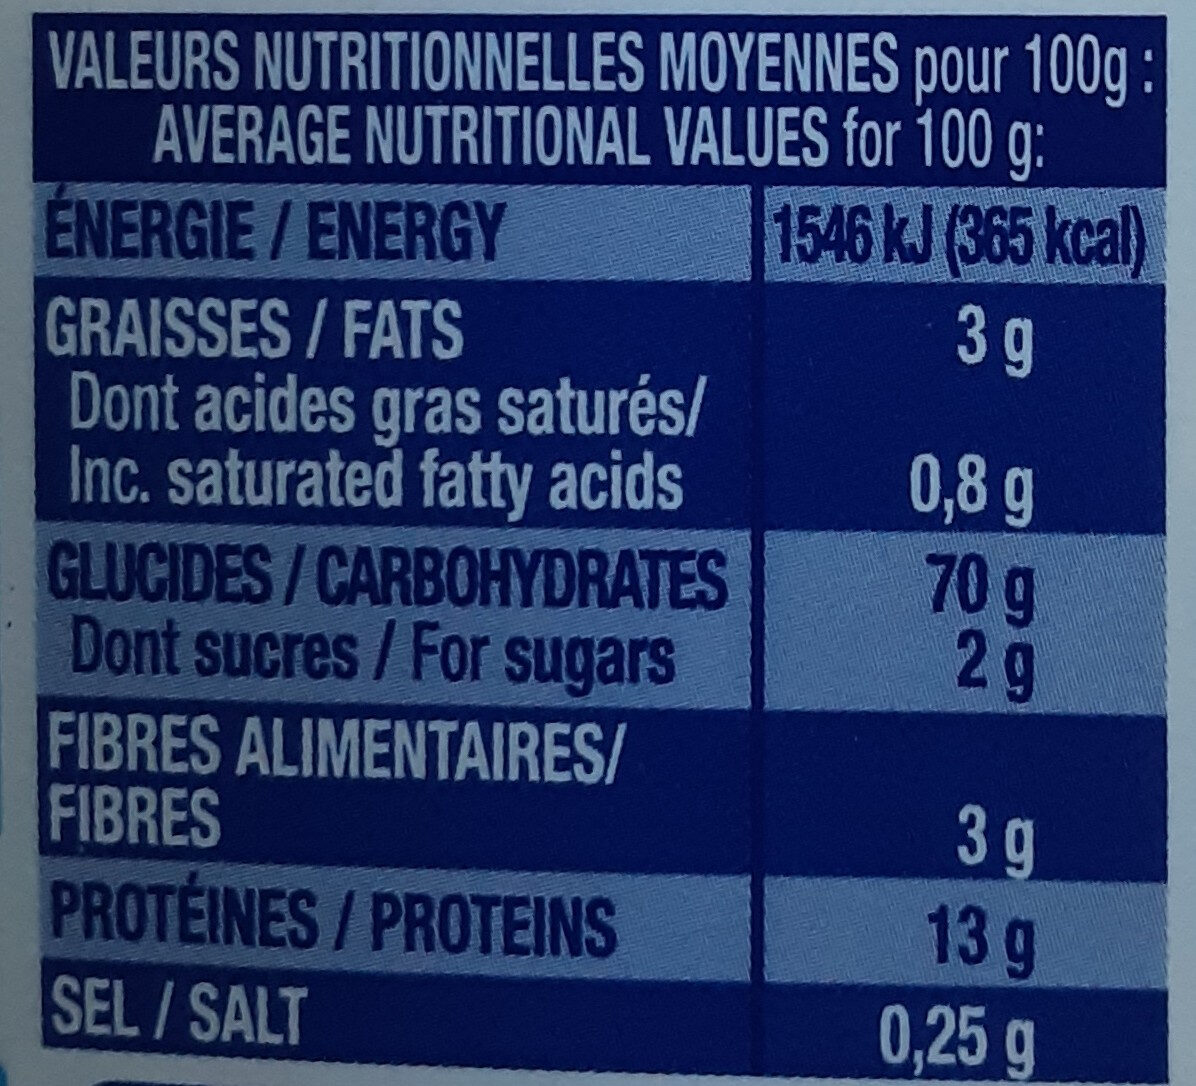 VALEURS NUTRITIONNELLES MOYENNES pour 100g :
AVERAGE NUTRITIONAL VALUES for 100 g:
ÉNERGIE / ENERGY 1546 kJ (365 kcal)
GRAISSES / FATS 3 g
Dont acides gras saturés/
Inc. saturated fatty acids 0,8 g
GLUCIDES / CARBOHYDRATES 70 g
Dont sucres / For sugars 2 g
FIBRES ALIMENTAIRES/
FIBRES 3 g
PROTÉINES / PROTEINS 13 g
SEL / SALT 0,25 g